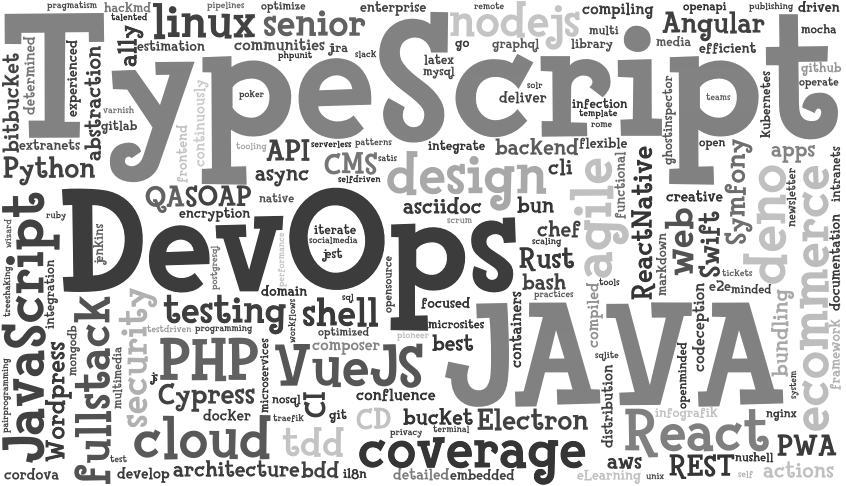 pragmatism
hackmd
talented
pipelines
optimize
enterprise
remote
compiling
openapi
publishing
driven
linux
senior
nodejs
multi
Angular
mocha
TypeScript
ally
estimation
communities
jra
slack
phpunit
latex
mysql
go
graphql
library
media
efficient
github
operate
bitbucket
determined
experienced
abstraction
varnish
gitlab
continuously
frontend
poker
solr
deliver
infection
template
rome
ghostinspector
teams
kubernetes
extranets
tooling
API
serverless
patterns
integrate
backend
flexible
open
Python
async
CMS
satis
selfdriven
design
cli
agile
functional
ReactNative
creative
Symfony
deno
apps
newsletter
intranets
QA
SOAP
native
encryption
asciidoc
bun
scrum
web
Swift
ecommerce
wizard
ruby
DevOps
jenkins
iterate
socialmedia
jest
chef
scaling
Rust
bash
markdown
tickets
documentation
JavaScript
treeshaking
integration
postgresql
performance
opensource
tools
e2e
minded
domain
sql
focused
practices
JAVA
fullstack
mongodb
security
testing
shell
workflows
containers
compiled
codeception
bundling
framework
testdriven
programming
optimized
pioneer
microsites
best
pairprogramming
Wordpress
multimedia
js
PHP
microservices
composer
VueJS
sqlite
openminded
system
Cypress
nosql
CI
confluence
docker
traefik
git
CD
bucket
Electron
distribution
infografik
nginx
React
cloud
tdd
privacy
terminal
coverage
nushell
PWA
cordova
test
develop
architecture
bdd
i18n
detailed
embedded
eLearning
aws
unix
REST
self
actions